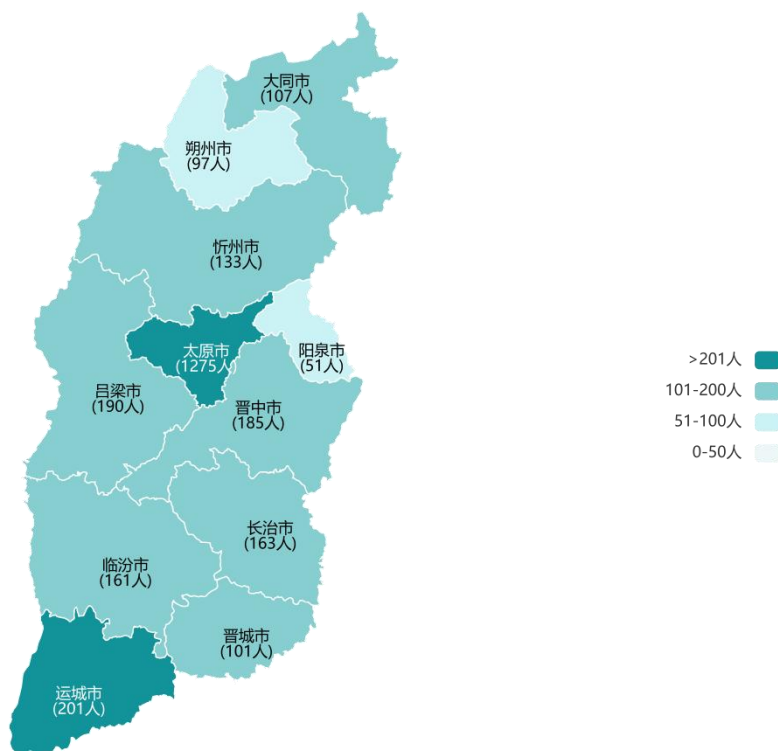 大同市
(107人)
朔州市
(97人)
忻州市
(133人)
太原市
(1275人)
阳泉市
(51人)
吕梁市
(190人)
晋中市
(185人)
长治市
(163人)
临汾市
(161人)
晋城市
(101人)
运城市
(201人)
>201人
101-200人
51-100人
0-50人